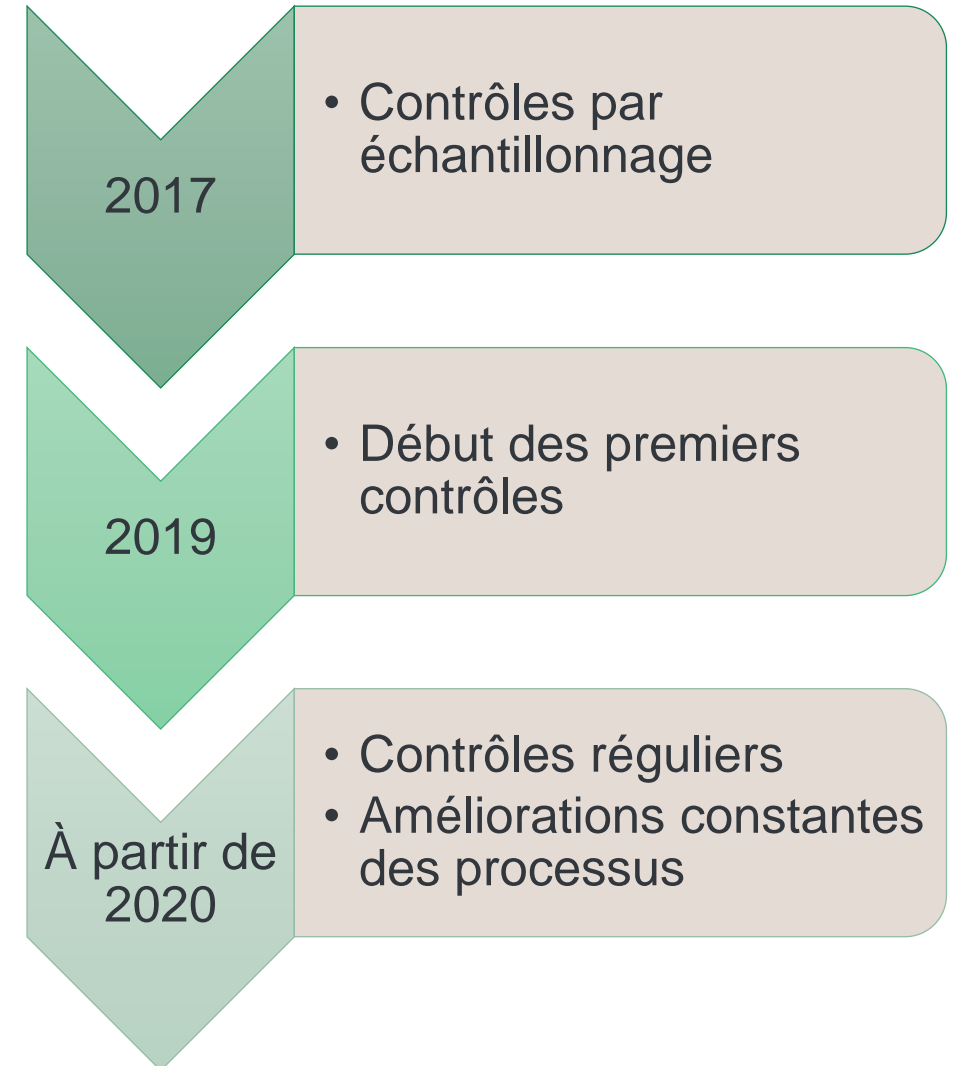 2017
• Contrôles par
échantillonnage
2019
• Début des premiers
contrôles
À partir de
2020
• Contrôles réguliers
• Améliorations constantes
des processus